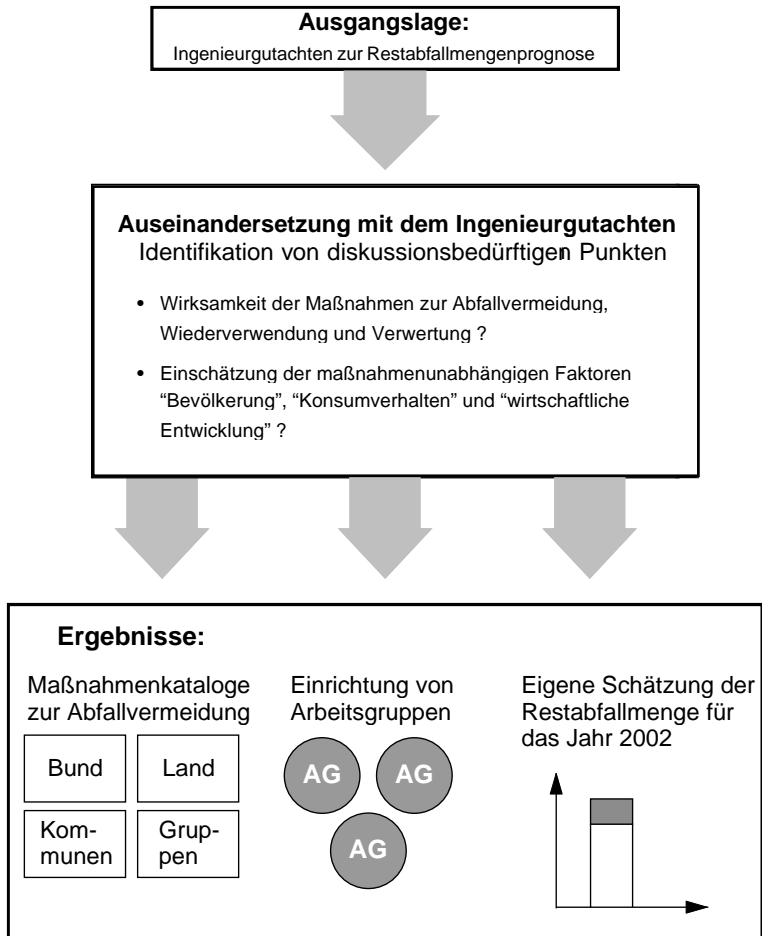 Ausgangslage:
Ingenieurgutachten zur Restabfallmengenprognose
Auseinandersetzung mit dem Ingenieurgutachten
Identifikation von diskussionsbedürftigen Punkten
• Wirksamkeit der Maßnahmen zur Abfallvermeidung,
Wiederverwendung und Verwertung ?
• Einschätzung der maßnahmenunabhängigen Faktoren
“Bevölkerung”, “Konsumverhalten” und “wirtschaftliche
Entwicklung” ?
Ergebnisse:
Maßnahmenkataloge
zur Abfallvermeidung
Bund
Land
Kom-
munen
Grup-
pen
Einrichtung von
Arbeitsgruppen
AG
AG
AG
Eigene Schätzung der
Restabfallmenge für
das Jahr 2002